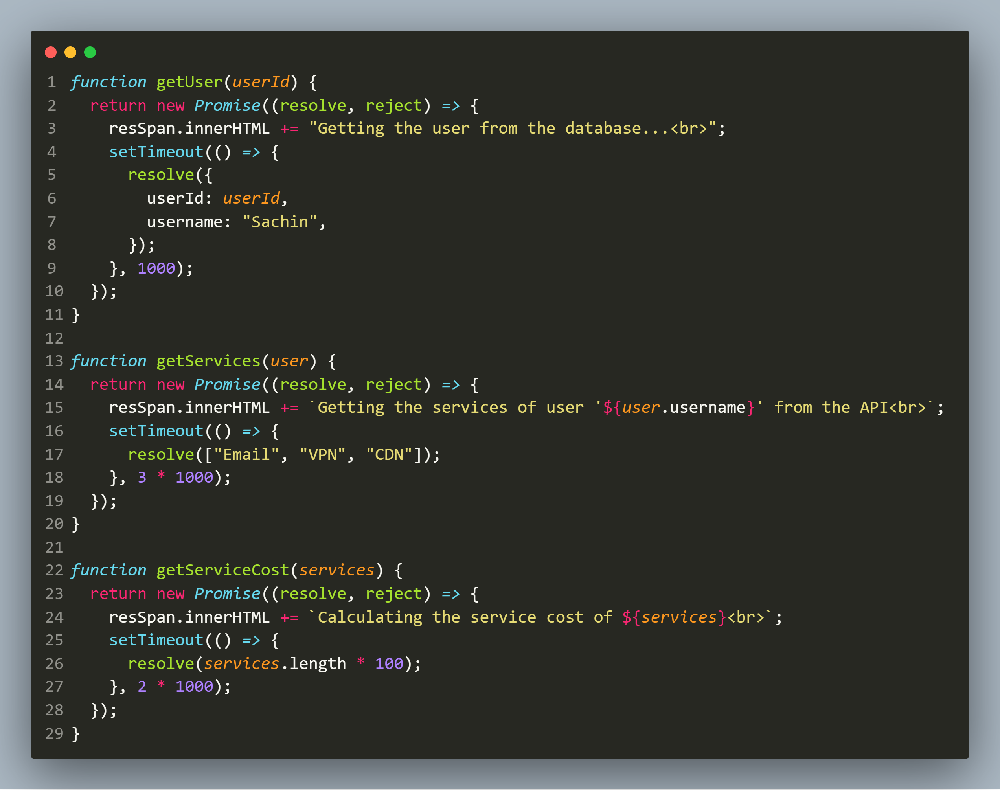 1 function getUser(userId) {
2   return new Promise((resolve, reject) => {
3     resSpan.innerHTML += "Getting the user from the database...<br>";
4     setTimeout(() => {
5       resolve({
6         userId: userId,
7         username: "Sachin",
8       });
9     }, 1000);
10   });
11 }
12
13 function getServices(user) {
14   return new Promise((resolve, reject) => {
15     resSpan.innerHTML += `Getting the services of user '${user.username}' from the API<br>`;
16     setTimeout(() => {
17       resolve(["Email", "VPN", "CDN"]);
18     }, 3 * 1000);
19   });
20 }
21
22 function getServiceCost(services) {
23   return new Promise((resolve, reject) => {
24     resSpan.innerHTML += `Calculating the service cost of ${services}<br>`;
25     setTimeout(() => {
26       resolve(services.length * 100);
27     }, 2 * 1000);
28   });
29 }